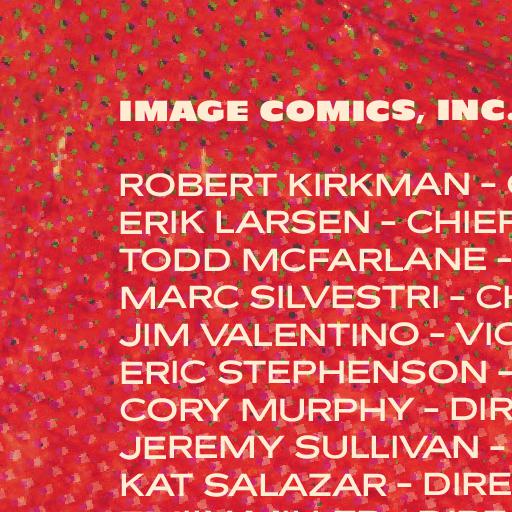 IMAGE COMICS, INC.
ROBERT KIRKMAN –
ERIK LARSEN – CHIEF
TODD MCFARLANE –
MARC SILVESTRI – CH
JIM VALENTINO – VIC
ERIC STEPHENSON –
CORY MURPHY – DIR
JEREMY SULLIVAN –
KAT SALAZAR – DIRE